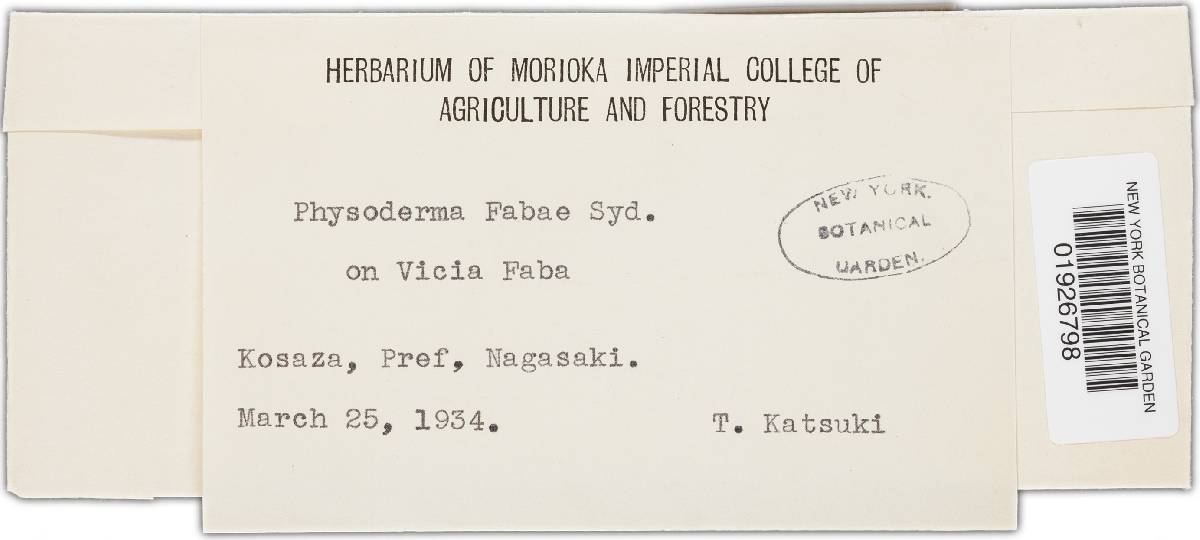 HERBARIUM OF MORIOKA IMPERIAL COLLEGE OF
AGRICULTURE AND FORESTRY
Physoderma Fabae Syd.
on Vicia Faba
NEW YORK.
BOTANICAL
GARDEN.
Kosaza, Pref, Nagasaki.
March 25, 1934.
T. Katsuki
NEW YORK BOTANICAL GARDEN
01926798